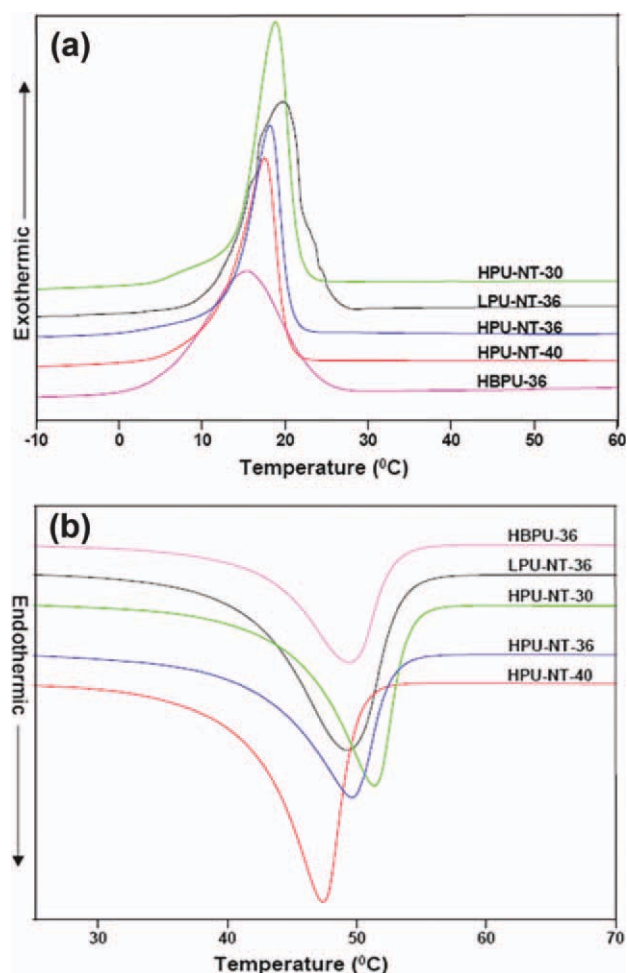 (a)
Exothermic
HPU-NT-30
LPU-NT-36
HPU-NT-36
HPU-NT-40
HBPU-36
-10 0 10 20 30 40 50 60
Temperature (⁰C)
(b)
Endothermic
HBPU-36
LPU-NT-36
HPU-NT-30
HPU-NT-36
HPU-NT-40
30 40 50 60 70
Temperature (⁰C)